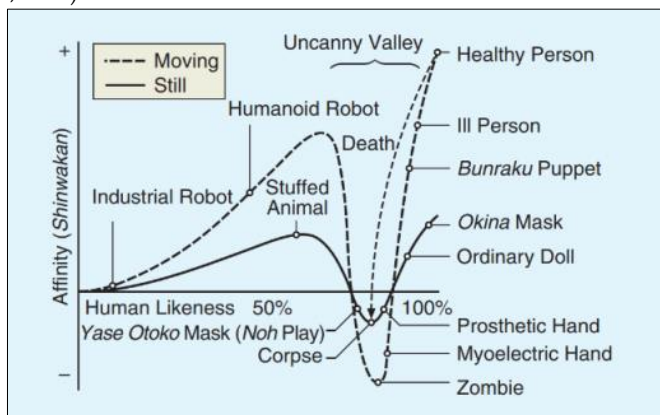 +
Uncanny Valley
Healthy Person
Moving
Still
Humanoid Robot
Death
Ill Person
Bunraku Puppet
Stuffed
Animal
Industrial Robot
Okina Mask
Ordinary Doll
Affinity (Shinwakan)
Human Likeness 50% 100%
Yase Otoko Mask (Noh Play)
Prosthetic Hand
Corpse
Myoelectric Hand
Zombie
–